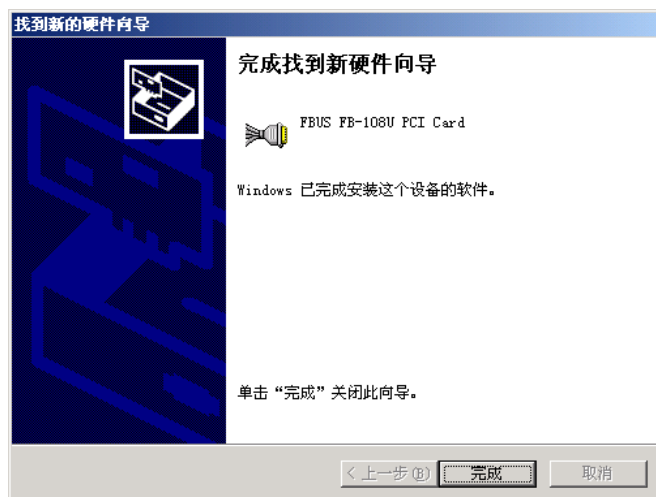 找到新的硬件向导
完成找到新硬件向导
FBUS FB-108U PCI Card
Windows 已完成安装这个设备的软件。
单击“完成”关闭此向导。
< 上一步(B)
完成
取消